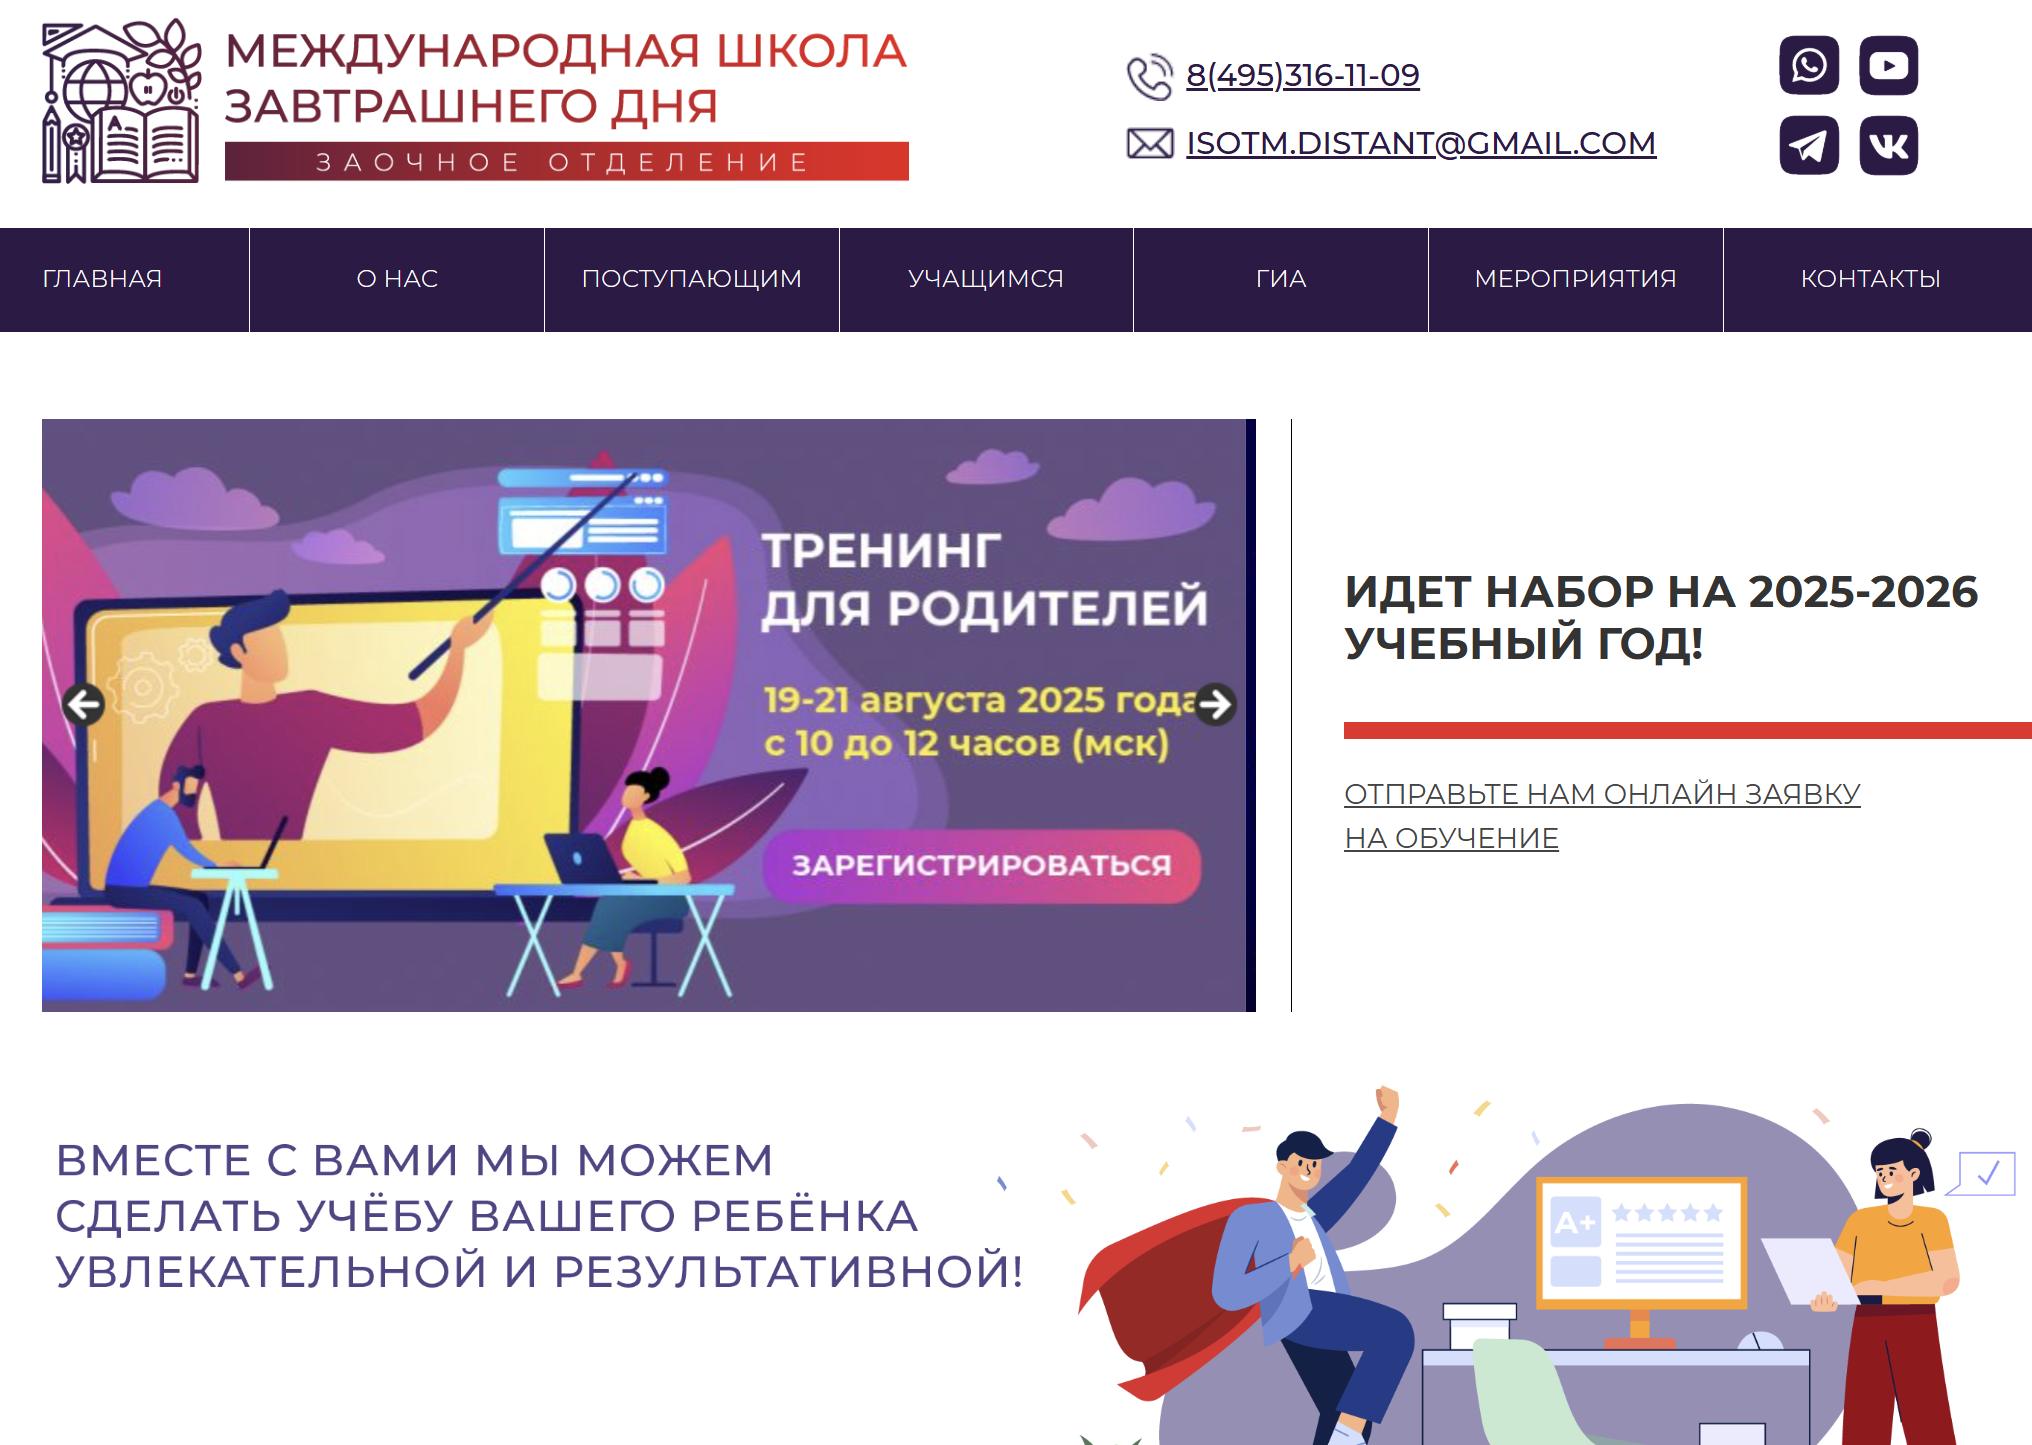 МЕЖДУНАРОДНАЯ ШКОЛА
ЗАВТРАШНЕГО ДНЯ
ЗАОЧНОЕ ОТДЕЛЕНИЕ
8(495)316-11-09
ISOTM.DISTANT@GMAIL.COM
ГЛАВНАЯ
О НАС
ПОСТУПАЮЩИМ
УЧАЩИМСЯ
ГИА
МЕРОПРИЯТИЯ
КОНТАКТЫ
ТРЕНИНГ
ДЛЯ РОДИТЕЛЕЙ
19-21 августа 2025 года
с 10 до 12 часов (мск)
ЗАРЕГИСТРИРОВАТЬСЯ
ИДЕТ НАБОР НА 2025-2026
УЧЕБНЫЙ ГОД!
ОТПРАВЬТЕ НАМ ОНЛАЙН ЗАЯВКУ
НА ОБУЧЕНИЕ
ВМЕСТЕ С ВАМИ МЫ МОЖЕМ
СДЕЛАТЬ УЧЁБУ ВАШЕГО РЕБЁНКА
УВЛЕКАТЕЛЬНОЙ И РЕЗУЛЬТАТИВНОЙ!
A+